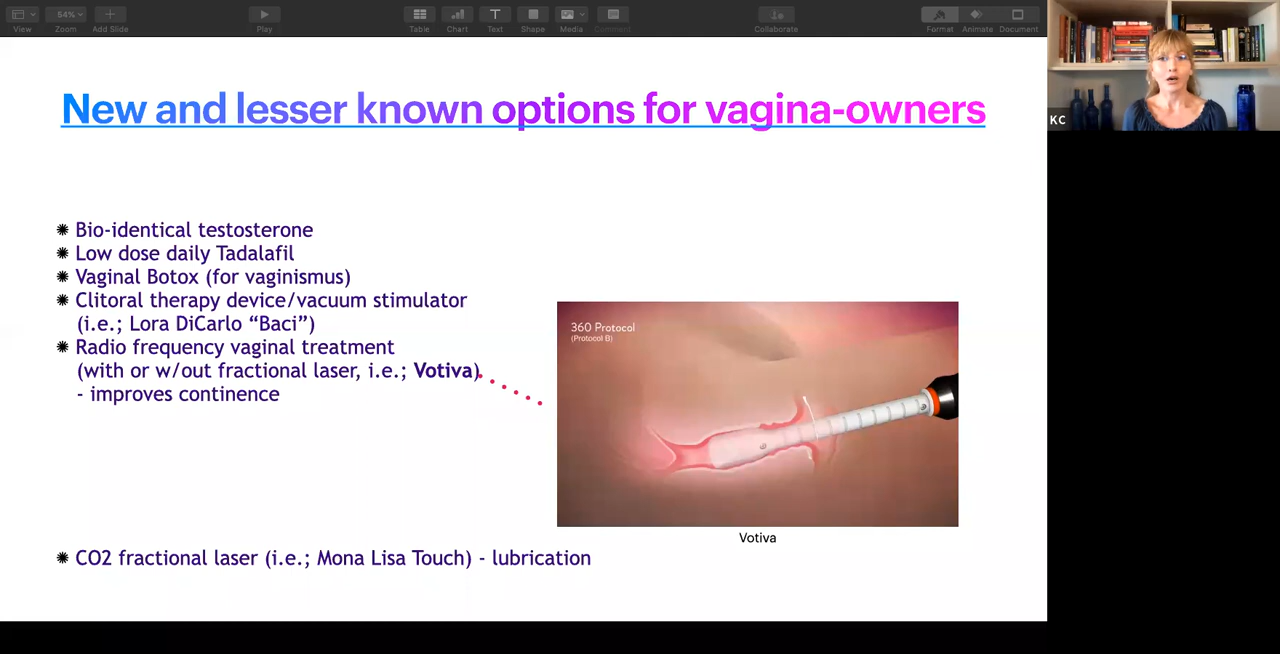 54%
View
Zoom
Add Slide
Play
Table
Chart
Text
Shape
Media
Comment
Collaborate
Format
Animate
Document
KC
New and lesser known options for vagina-owners
Bio-identical testosterone
Low dose daily Tadalafil
Vaginal Botox (for vaginismus)
Clitoral therapy device/vacuum stimulator
(i.e.; Lora DiCarlo “Baci”)
Radio frequency vaginal treatment
(with or w/out fractional laser, i.e.; Votiva)
- improves continence
360 Protocol
(Protocol B)
Votiva
CO2 fractional laser (i.e.; Mona Lisa Touch) - lubrication